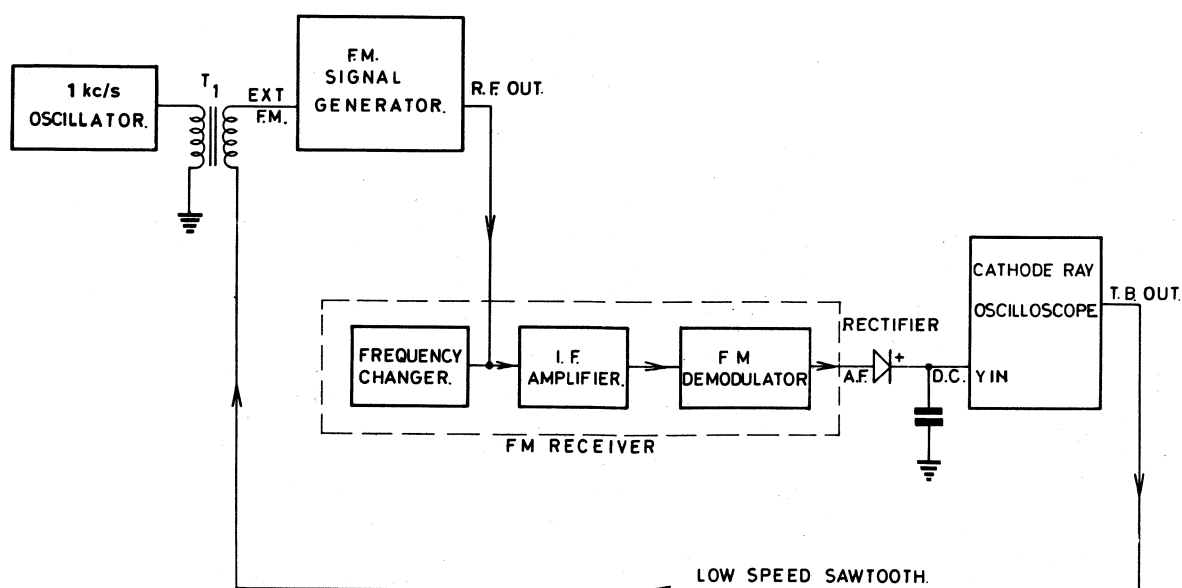 1 kc/s
OSCILLATOR.
T1
EXT
F.M.
F.M.
SIGNAL
GENERATOR.
R.F. OUT.
CATHODE RAY
OSCILLOSCOPE
T.B. OUT.
Y IN
FREQUENCY
CHANGER.
I.F.
AMPLIFIER.
FM
DEMODULATOR
RECTIFIER
+
A.F.
D.C.
FM RECEIVER
LOW SPEED SAWTOOTH.